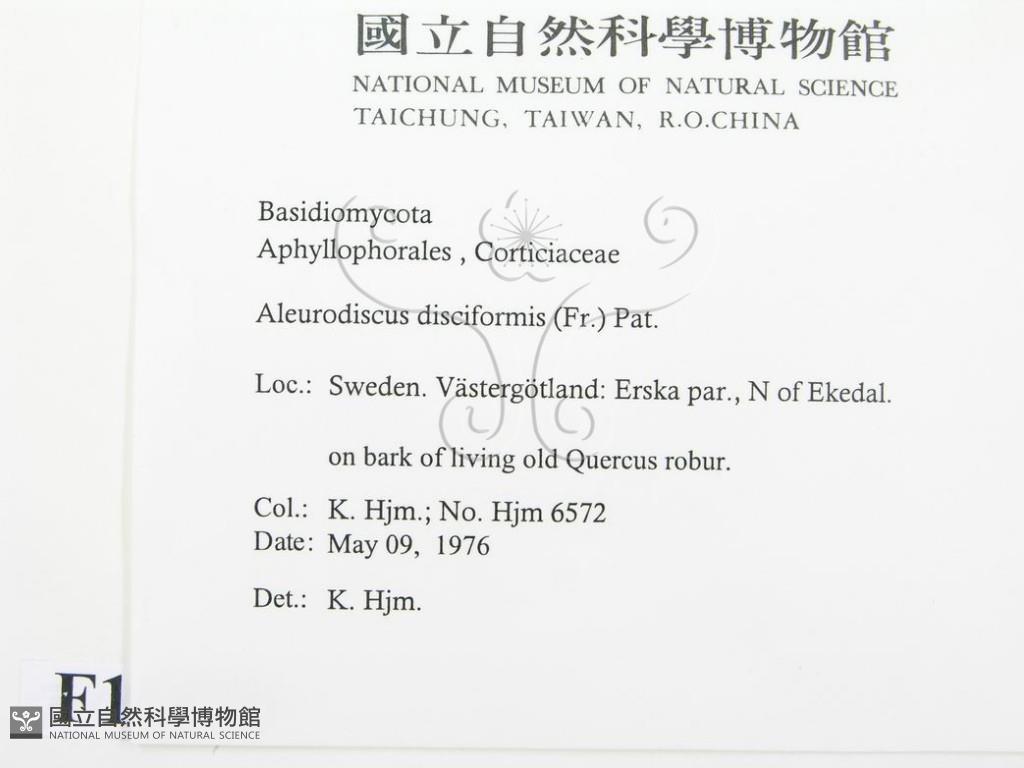 國立自然科學博物館
NATIONAL MUSEUM OF NATURAL SCIENCE
TAICHUNG, TAIWAN, R.O.CHINA
Basidiomycota
Aphyllophorales , Corticiaceae
Aleurodiscus disciformis (Fr.) Pat.
Loc.: Sweden. Västergötland: Erska par., N of Ekedal.
on bark of living old Quercus robur.
Col.: K. Hjm.; No. Hjm 6572
Date: May 09, 1976
Det.: K. Hjm.
F1
國立自然科學博物館
NATIONAL MUSEUM OF NATURAL SCIENCE